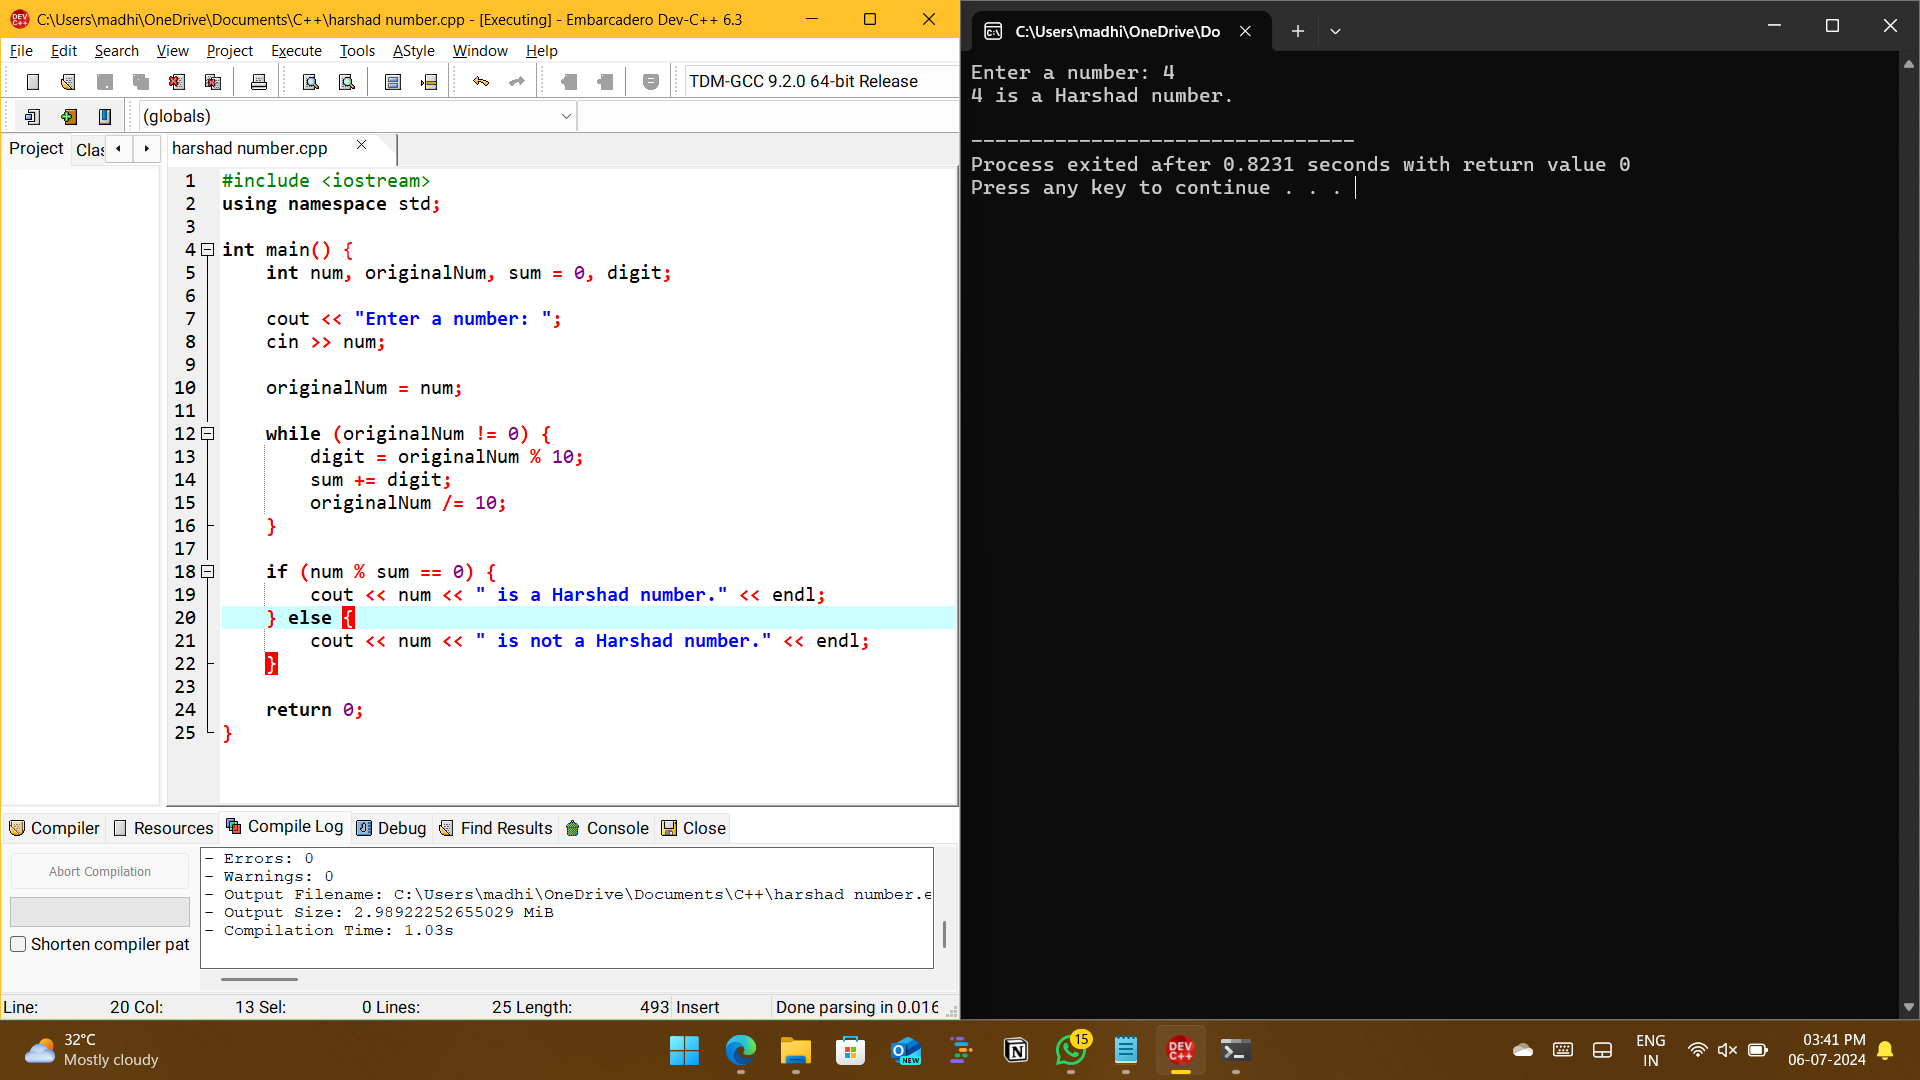 C:\Users\madhi\OneDrive\Documents\C++\harshad number.cpp - [Executing] - Embarcadero Dev-C++ 6.3
File Edit Search View Project Execute Tools AStyle Window Help
TDM-GCC 9.2.0 64-bit Release
(globals)
Project Clas
harshad number.cpp
1 #include <iostream>
2 using namespace std;
3
4 int main() {
5     int num, originalNum, sum = 0, digit;
6
7     cout << "Enter a number: ";
8     cin >> num;
9
10     originalNum = num;
11
12     while (originalNum != 0) {
13         digit = originalNum % 10;
14         sum += digit;
15         originalNum /= 10;
16     }
17
18     if (num % sum == 0) {
19         cout << num << " is a Harshad number." << endl;
20     } else {
21         cout << num << " is not a Harshad number." << endl;
22     }
23
24     return 0;
25 }
Compiler Resources Compile Log Debug Find Results Console Close
Abort Compilation
Shorten compiler pat
- Errors: 0
- Warnings: 0
- Output Filename: C:\Users\madhi\OneDrive\Documents\C++\harshad number.e
- Output Size: 2.98922252655029 MiB
- Compilation Time: 1.03s
Line: 20 Col: 13 Sel: 0 Lines: 25 Length: 493 Insert Done parsing in 0.016
C:\Users\madhi\OneDrive\Do
Enter a number: 4
4 is a Harshad number.
--------------------------------
Process exited after 0.8231 seconds with return value 0
Press any key to continue . . .
32°C
Mostly cloudy
NEW
15
DEV
C++
ENG
IN
03:41 PM
06-07-2024